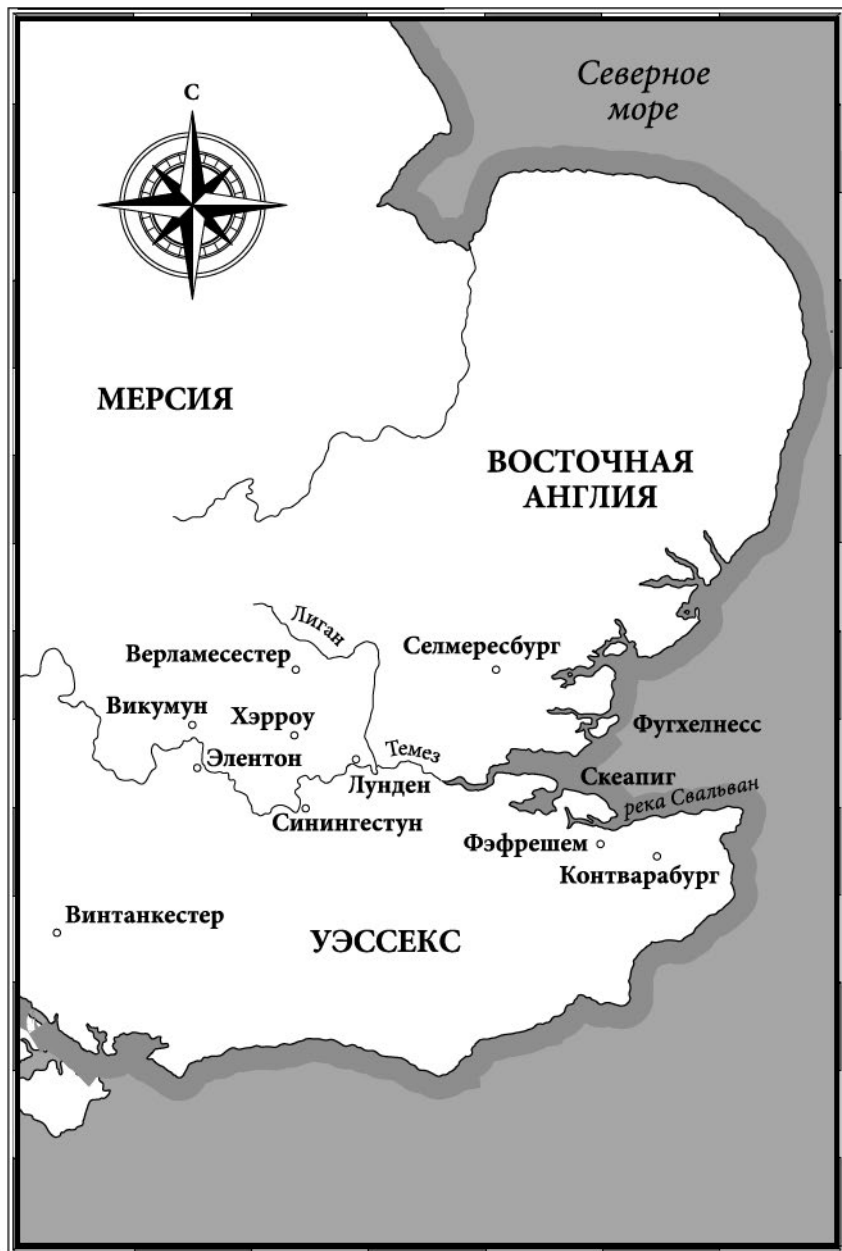 Северное
море
С
МЕРСИЯ
ВОСТОЧНАЯ
АНГЛИЯ
Лиган
Верламесестер
Селмересбург
Викумун
Хэрроу
Фугхелнесс
Элентон
Темез
Лунден
Скеапиг
река Свальван
Синингестун
Фэфрешем
Контварабург
Винтанкестер
УЭССЕКС